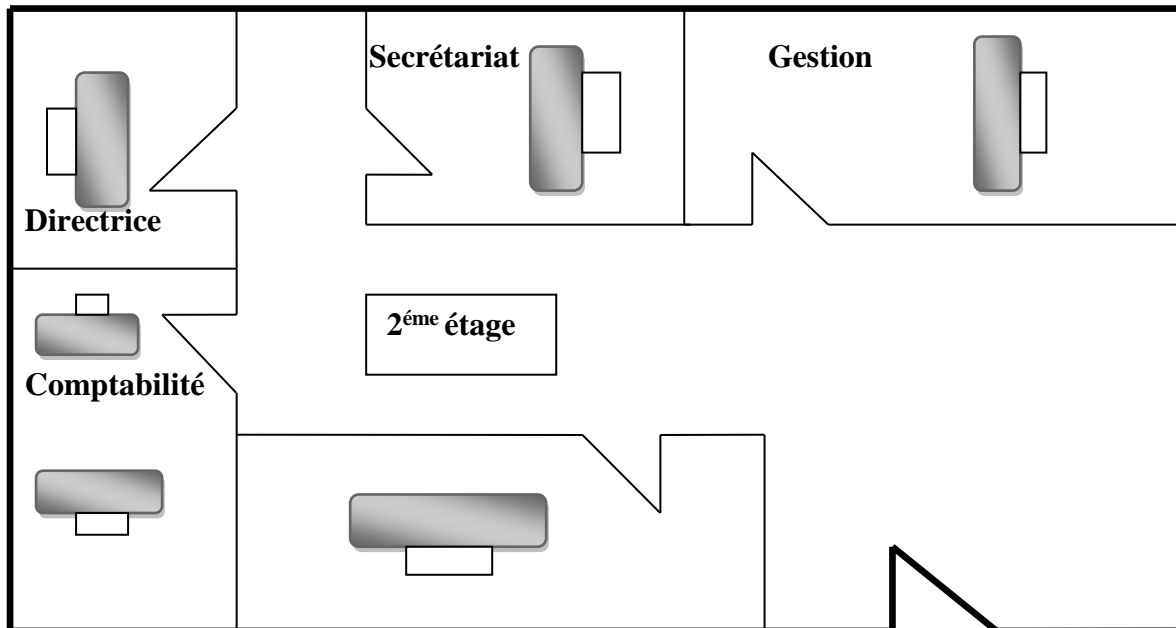 Secrétariat
Gestion
Directrice
2éme étage
Comptabilité